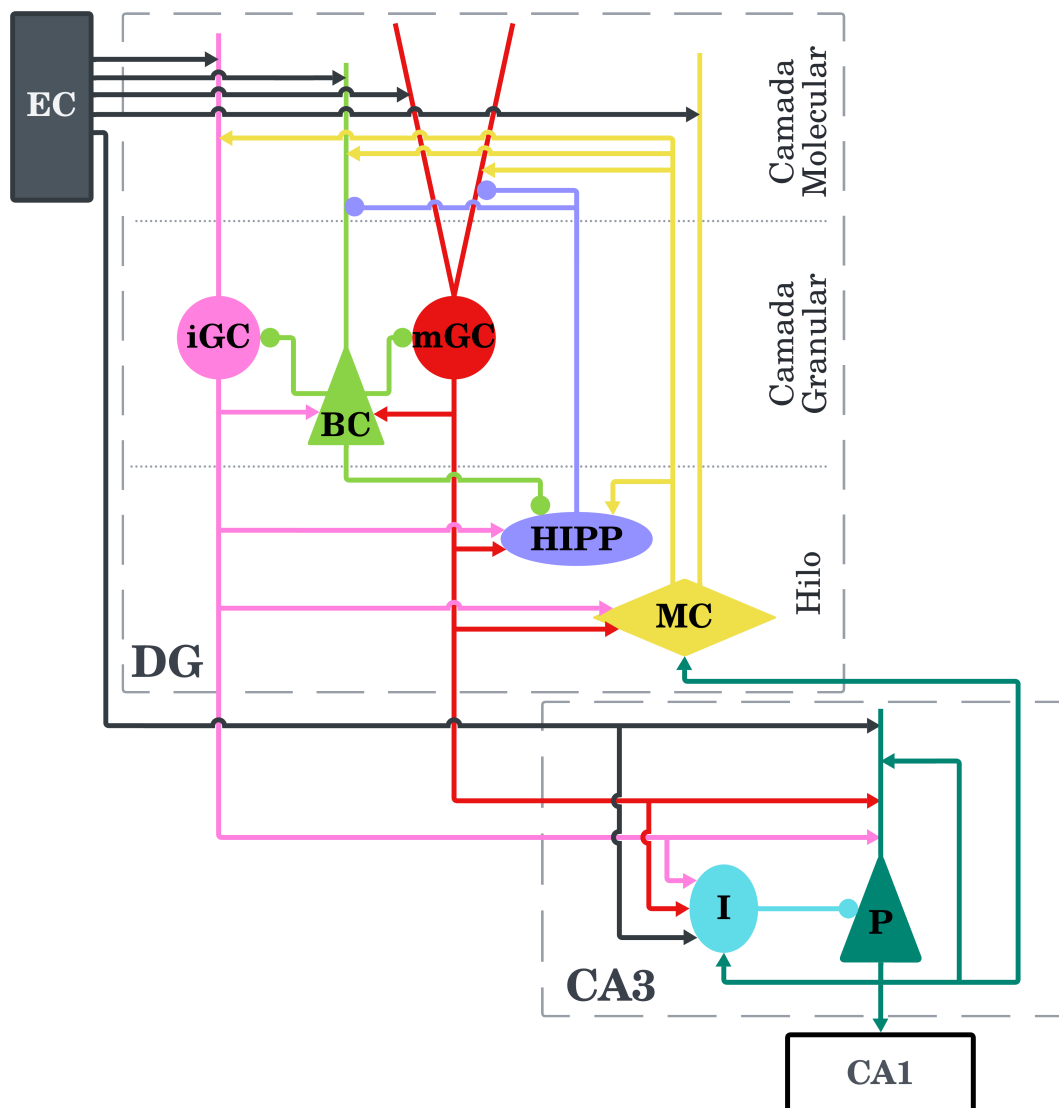 EC
Camada
Molecular
iGC
mGC
BC
Camada
Granular
HIPP
MC
Hilo
DG
I
P
CA3
CA1